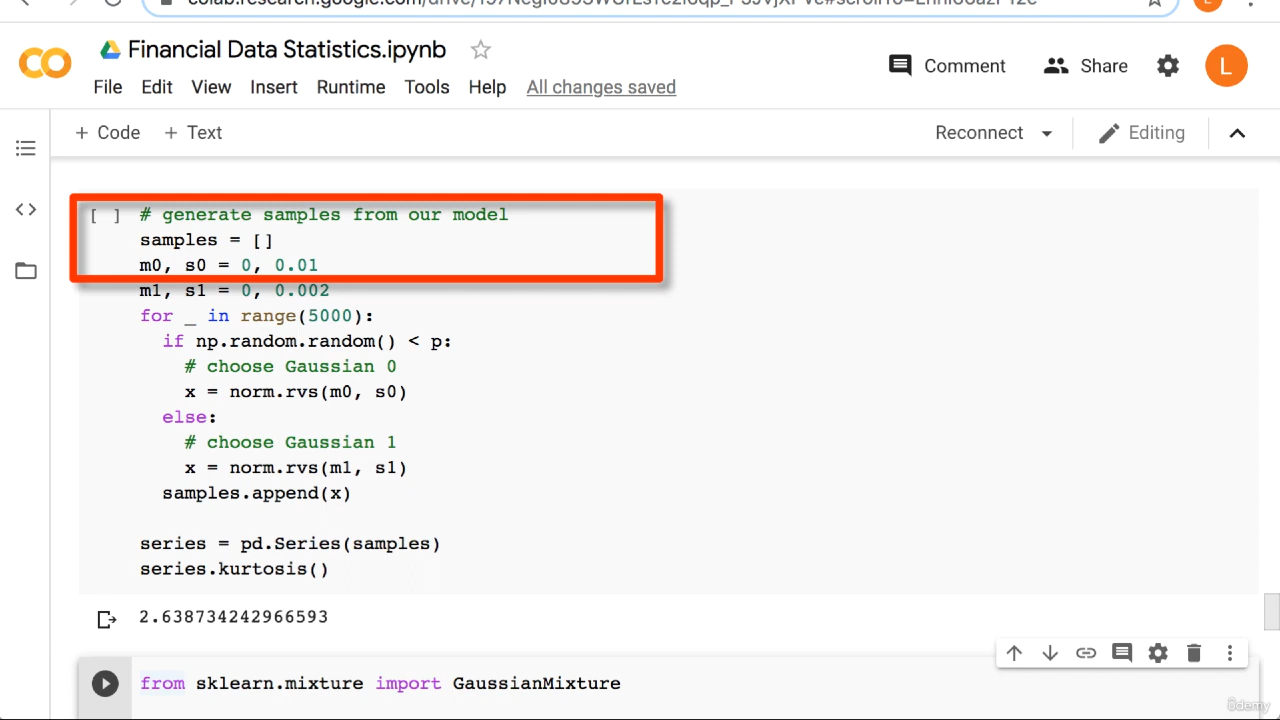 Financial Data Statistics.ipynb
Comment
Share
L
File Edit View Insert Runtime Tools Help All changes saved
+ Code + Text
Reconnect
Editing
[ ] # generate samples from our model
samples = []
m0, s0 = 0, 0.01
m1, s1 = 0, 0.002
for _ in range(5000):
if np.random.random() < p:
# choose Gaussian 0
x = norm.rvs(m0, s0)
else:
# choose Gaussian 1
x = norm.rvs(m1, s1)
samples.append(x)
series = pd.Series(samples)
series.kurtosis()
2.638734242966593
from sklearn.mixture import GaussianMixture
Udemy